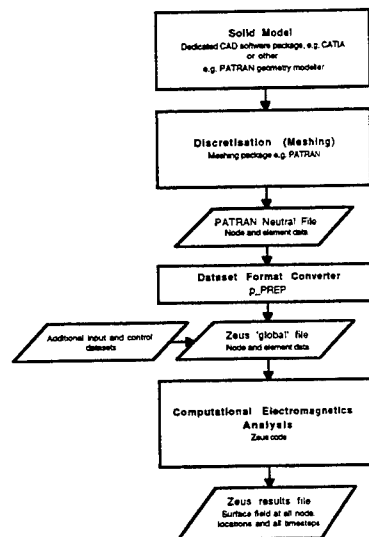 Solid Model
Dedicated CAD software package, e.g. CATIA
or other
e.g. PATRAN geometry modeller
Discretisation (Meshing)
Meshing package e.g. PATRAN
PATRAN Neutral File
Node and element data
Dataset Format Converter
p_PREP
Additional input and control
datasets
Zeus 'global' file
Node and element data
Computational Electromagnetics
Analysis
Zeus code
Zeus results file
Surface field at all node
locations and all timesteps